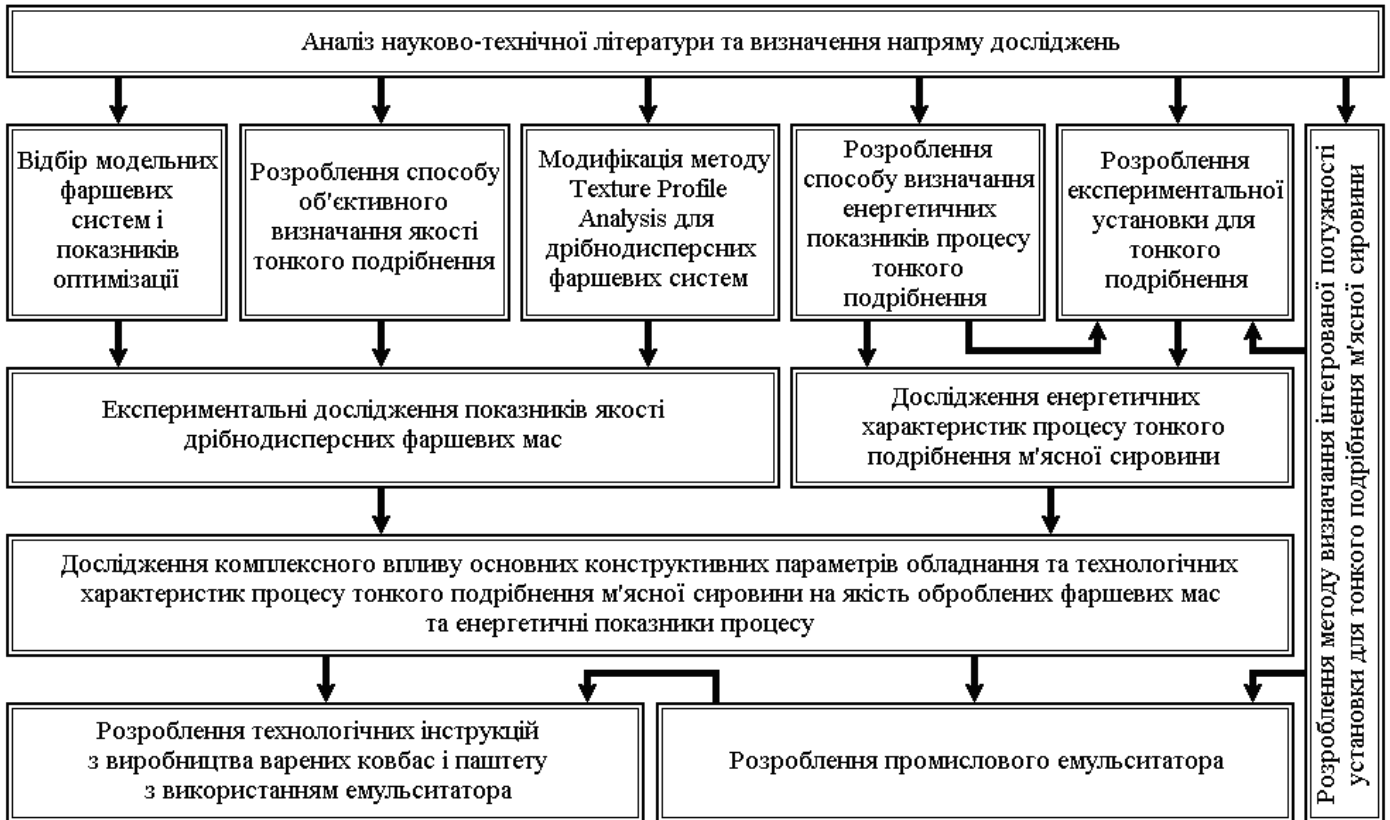 Аналіз науково-технічної літератури та визначення напряму досліджень
Відбір модельних
фаршевих
систем і
показників
оптимізації
Розроблення способу
об'єктивного
визначання якості
тонкого подрібнення
Модифікація методу
Texture Profile
Analysis для
дрібнодисперсних
фаршевих систем
Розроблення
способу визначання
енергетичних
показників процесу
тонкого
подрібнення
Розроблення
експериментальної
установки для
тонкого
подрібнення
Розроблення методу визначання інтегрованої потужності
установки для тонкого подрібнення м'ясної сировини
Експериментальні дослідження показників якості
дрібнодисперсних фаршевих мас
Дослідження енергетичних
характеристик процесу тонкого
подрібнення м'ясної сировини
Дослідження комплексного впливу основних конструктивних параметрів обладнання та технологічних
характеристик процесу тонкого подрібнення м'ясної сировини на якість оброблених фаршевих мас
та енергетичні показники процесу
Розроблення технологічних інструкцій
з виробництва варених ковбас і паштету
з використанням емульситатора
Розроблення промислового емульситатора